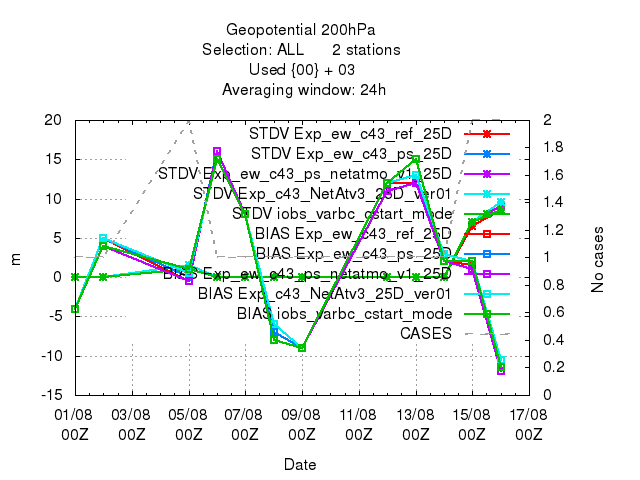 Geopotential 200hPa
Selection: ALL 2 stations
Used {00} + 03
Averaging window: 24h
20
15
10
5
0
-5
-10
-15
m
STDV Exp_ew_c43_ref_25D
STDV Exp_ew_c43_ps_25D
STDV Exp_ew_c43_ps_netatmo_v1_25D
STDV Exp_c43_NetAtv3_25D_ver01
STDV iobs_varbc_cstart_mode
BIAS Exp_ew_c43_ref_25D
BIAS Exp_ew_c43_ps_25D
BIAS Exp_ew_c43_ps_netatmo_v1_25D
BIAS Exp_c43_NetAtv3_25D_ver01
BIAS iobs_varbc_cstart_mode
CASES
2
1.8
1.6
1.4
1.2
1
0.8
0.6
0.4
0.2
0
No cases
01/08 03/08 05/08 07/08 09/08 11/08 13/08 15/08 17/08
00Z 00Z 00Z 00Z 00Z 00Z 00Z 00Z 00Z
Date